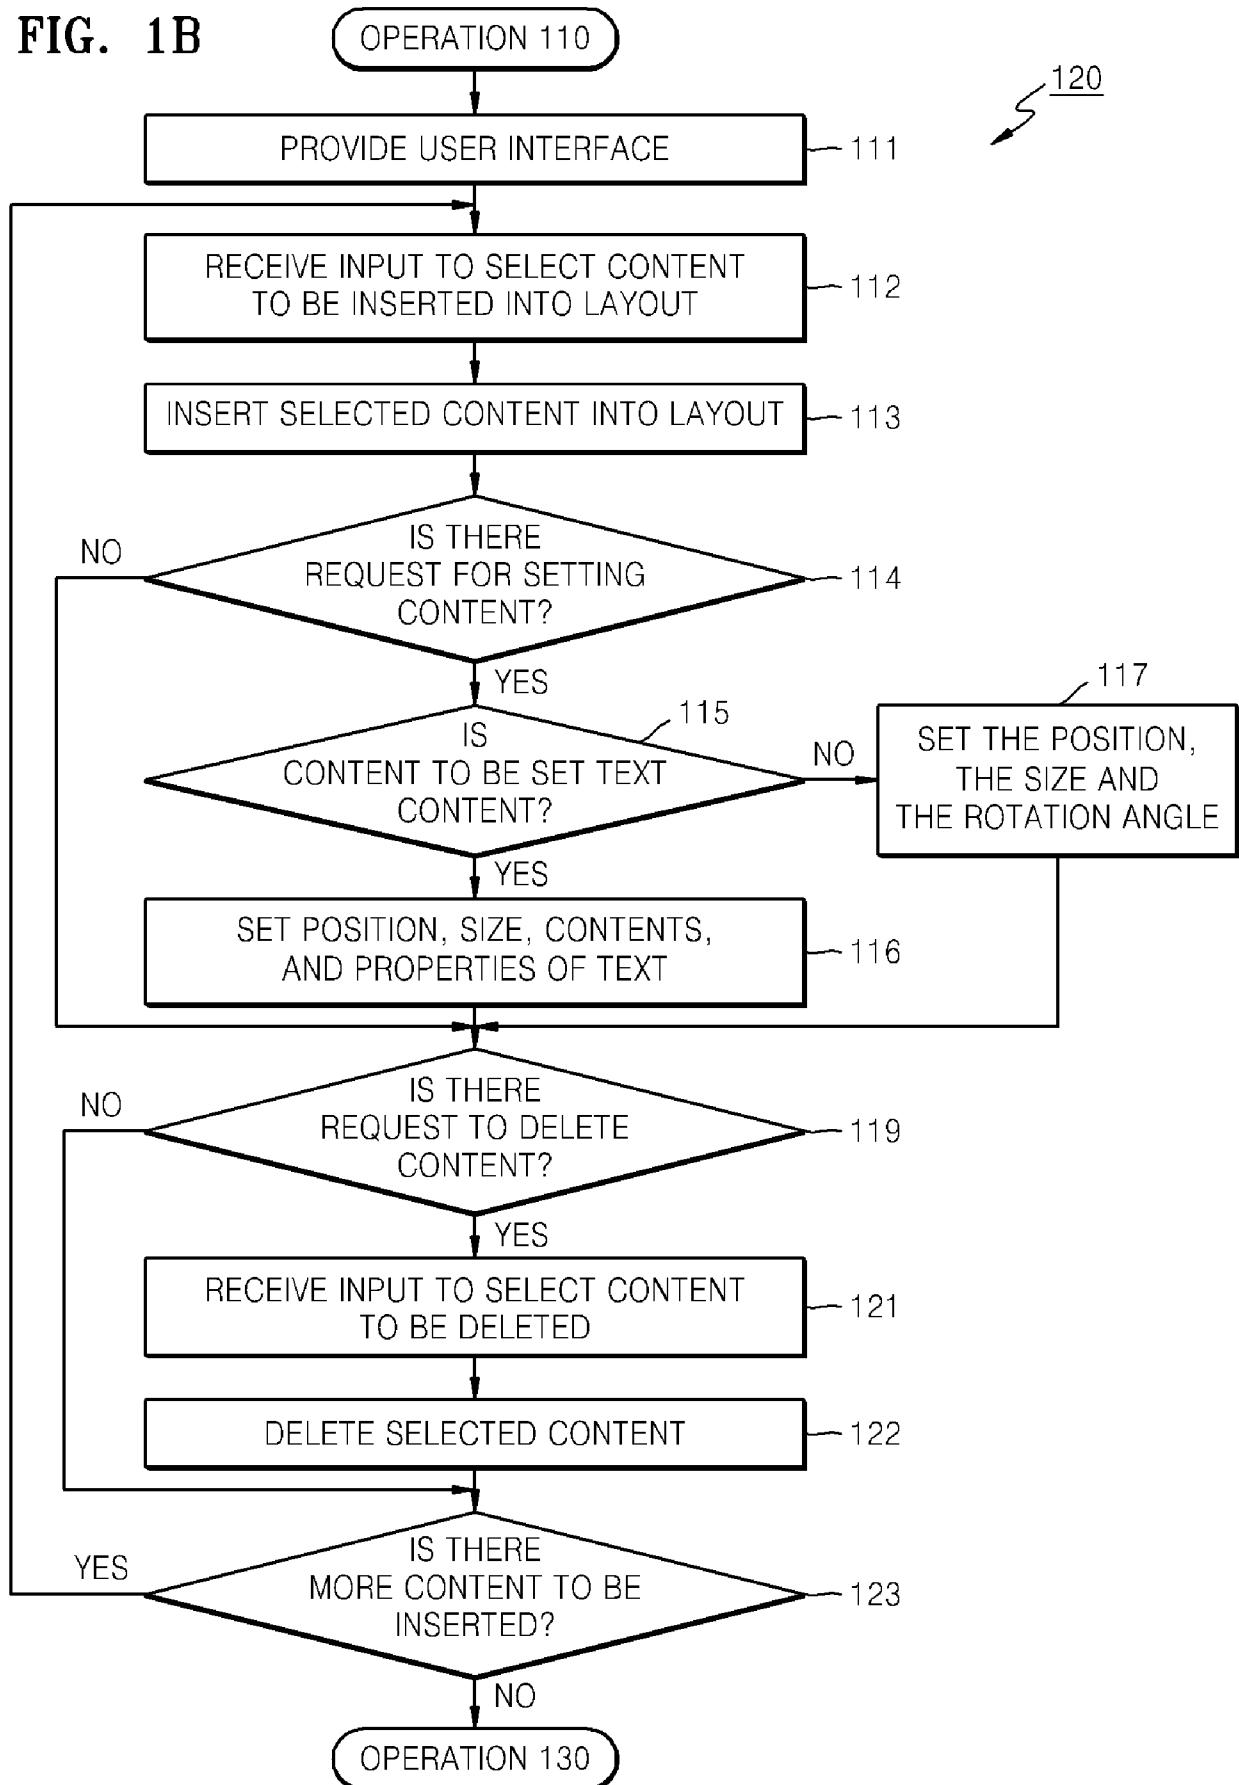 FIG. 1B
OPERATION 110
120
PROVIDE USER INTERFACE
111
RECEIVE INPUT TO SELECT CONTENT
TO BE INSERTED INTO LAYOUT
112
INSERT SELECTED CONTENT INTO LAYOUT
113
IS THERE
REQUEST FOR SETTING
CONTENT?
114
NO
YES
IS
CONTENT TO BE SET TEXT
CONTENT?
115
NO
117
SET THE POSITION,
THE SIZE AND
THE ROTATION ANGLE
YES
SET POSITION, SIZE, CONTENTS,
AND PROPERTIES OF TEXT
116
IS THERE
REQUEST TO DELETE
CONTENT?
119
NO
YES
RECEIVE INPUT TO SELECT CONTENT
TO BE DELETED
121
DELETE SELECTED CONTENT
122
IS THERE
MORE CONTENT TO BE
INSERTED?
123
YES
NO
OPERATION 130